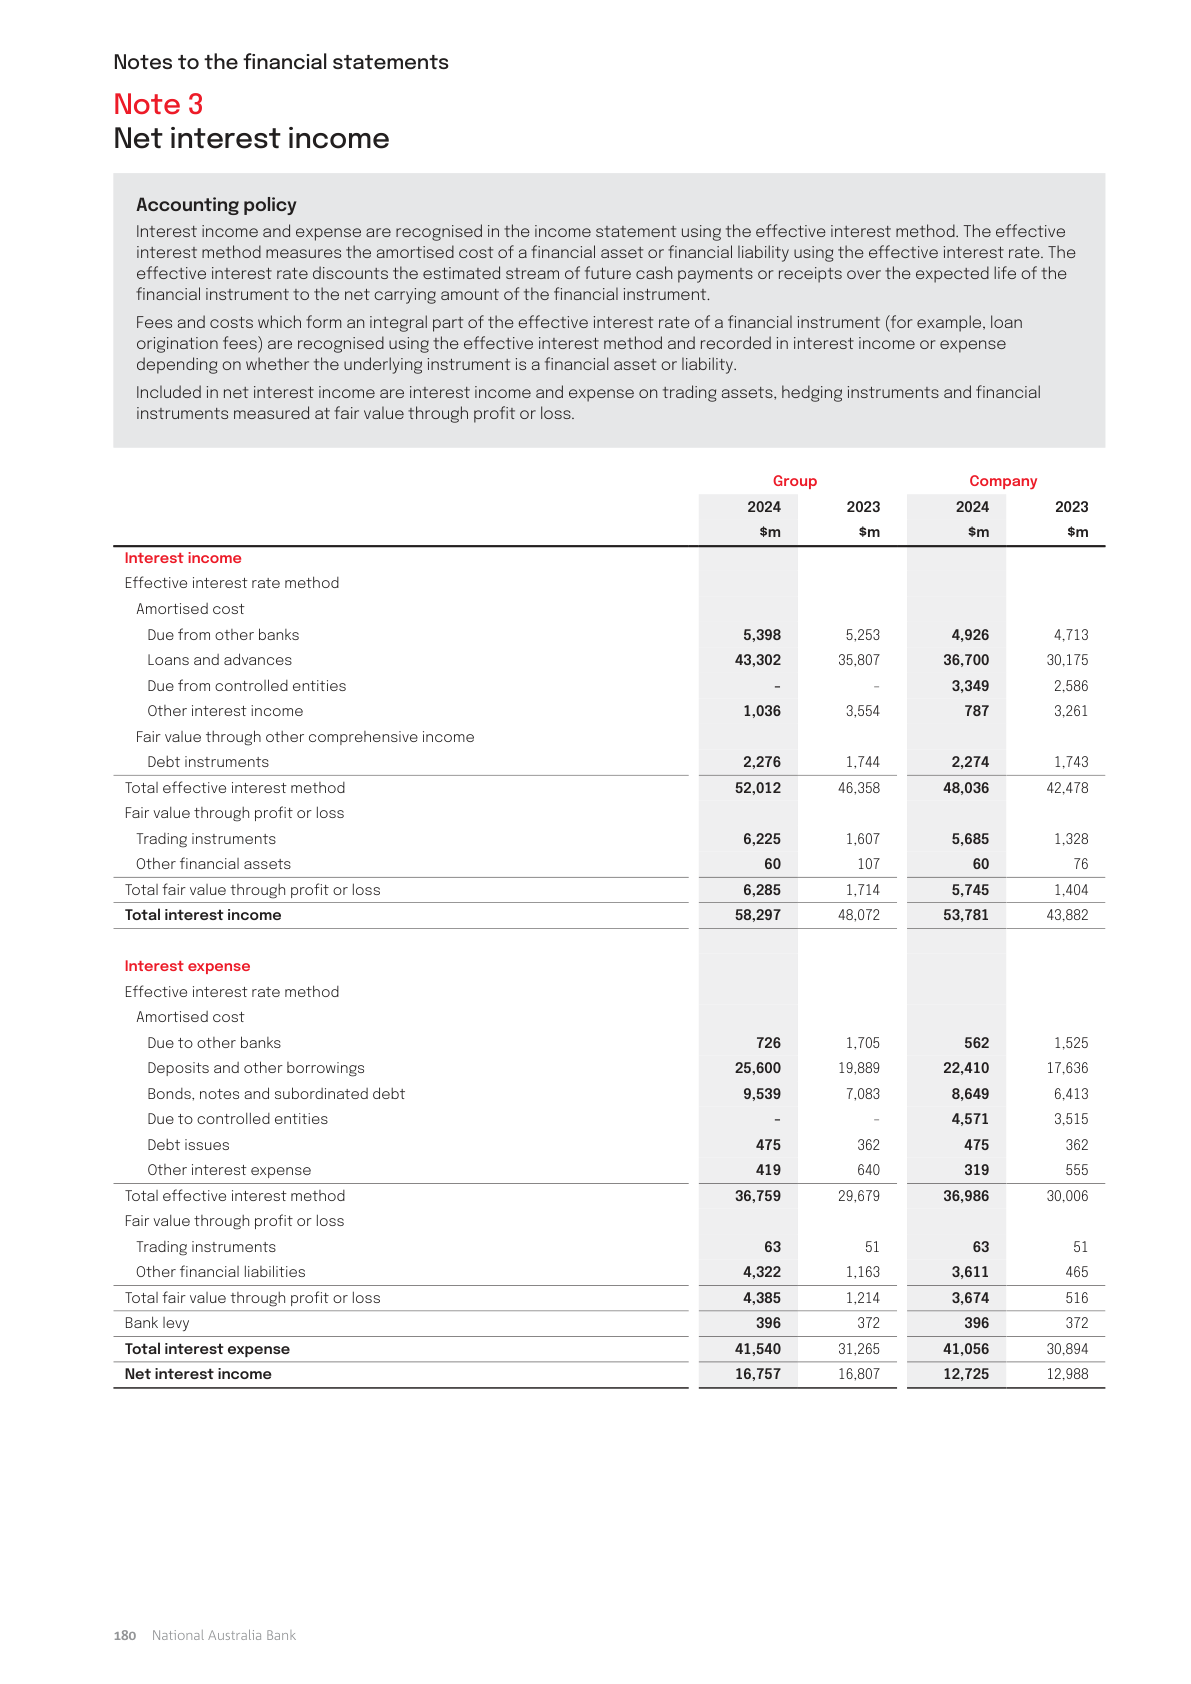 Notes to the financial statements
Note 3
Net interest income
Accounting policy
Interest income and expense are recognised in the income statement using the effective interest method. The effective
interest method measures the amortised cost of a financial asset or financial liability using the effective interest rate. The
effective interest rate discounts the estimated stream of future cash payments or receipts over the expected life of the
financial instrument to the net carrying amount of the financial instrument.
Fees and costs which form an integral part of the effective interest rate of a financial instrument (for example, loan
origination fees) are recognised using the effective interest method and recorded in interest income or expense
depending on whether the underlying instrument is a financial asset or liability.
Included in net interest income are interest income and expense on trading assets, hedging instruments and financial
instruments measured at fair value through profit or loss.
Group Company
2024 2023 2024 2023
$m $m $m $m
Interest income
Effective interest rate method
Amortised cost
Due from other banks 5,398 5,253 4,926 4,713
Loans and advances 43,302 35,807 36,700 30,175
Due from controlled entities – – 3,349 2,586
Other interest income 1,036 3,554 787 3,261
Fair value through other comprehensive income
Debt instruments 2,276 1,744 2,274 1,743
Total effective interest method 52,012 46,358 48,036 42,478
Fair value through profit or loss
Trading instruments 6,225 1,607 5,685 1,328
Other financial assets 60 107 60 76
Total fair value through profit or loss 6,285 1,714 5,745 1,404
Total interest income 58,297 48,072 53,781 43,882
Interest expense
Effective interest rate method
Amortised cost
Due to other banks 726 1,705 562 1,525
Deposits and other borrowings 25,600 19,889 22,410 17,636
Bonds, notes and subordinated debt 9,539 7,083 8,649 6,413
Due to controlled entities – – 4,571 3,515
Debt issues 475 362 475 362
Other interest expense 419 640 319 555
Total effective interest method 36,759 29,679 36,986 30,006
Fair value through profit or loss
Trading instruments 63 51 63 51
Other financial liabilities 4,322 1,163 3,611 465
Total fair value through profit or loss 4,385 1,214 3,674 516
Bank levy 396 372 396 372
Total interest expense 41,540 31,265 41,056 30,894
Net interest income 16,757 16,807 12,725 12,988
180 National Australia Bank